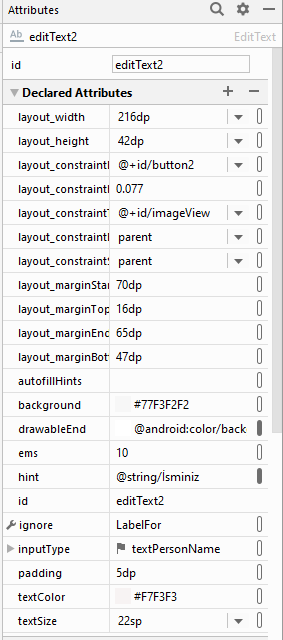 Attributes
Ab editText2 EditText
id editText2
Declared Attributes
layout_width 216dp
layout_height 42dp
layout_constraintl @+id/button2
layout_constraintl 0.077
layout_constraintT @+id/imageView
layout_constraintl parent
layout_constraintS parent
layout_marginStar 70dp
layout_marginTop 16dp
layout_marginEnd 65dp
layout_marginBott 47dp
autofillHints
background #77F3F2F2
drawableEnd @android:color/back
ems 10
hint @string/İsminiz
id editText2
ignore LabelFor
inputType textPersonName
padding 5dp
textColor #F7F3F3
textSize 22sp